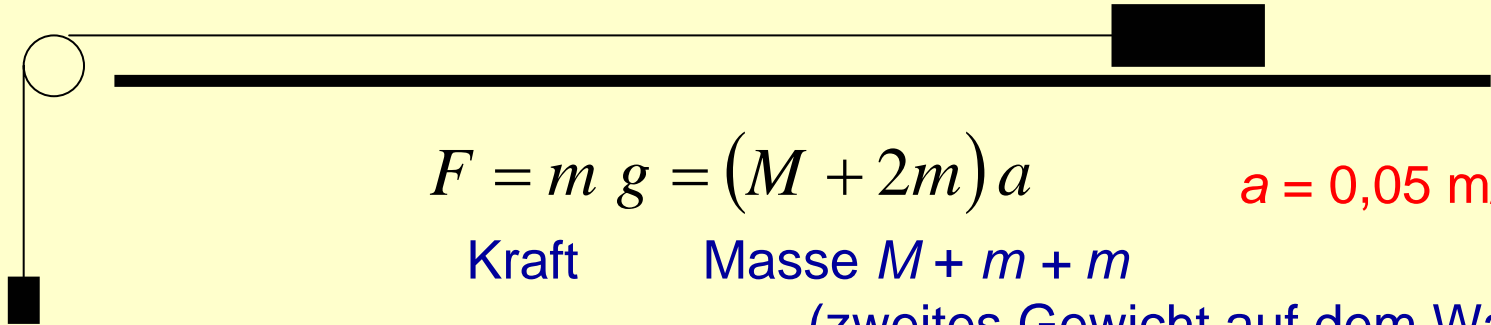 F = m g = (M + 2m) a
a = 0,05 m
Kraft Masse M + m + m
(zweites Gewicht auf dem